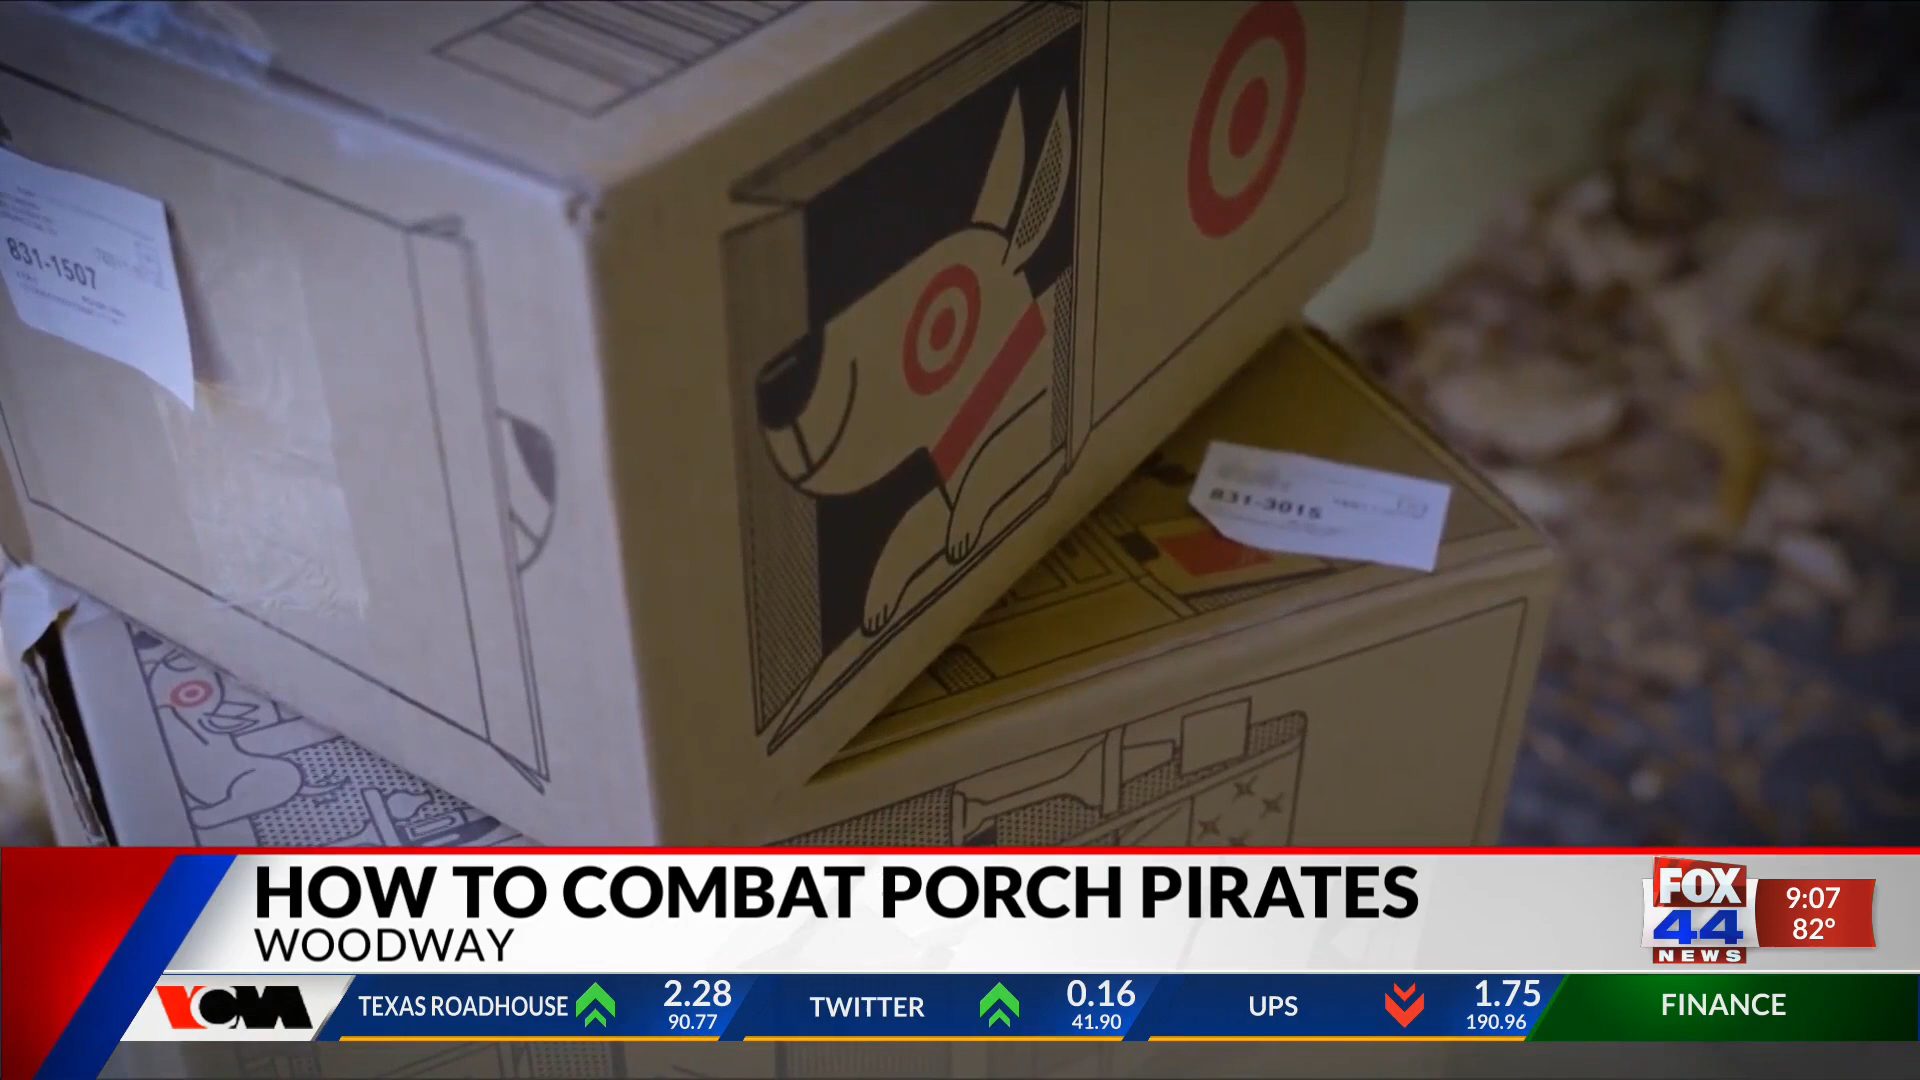 831-1507
831-3015
HOW TO COMBAT PORCH PIRATES
WOODWAY
FOX
44
NEWS
9:07
82°
TEXAS ROADHOUSE 2.28
90.77
TWITTER 0.16
41.90
UPS 1.75
190.96
FINANCE